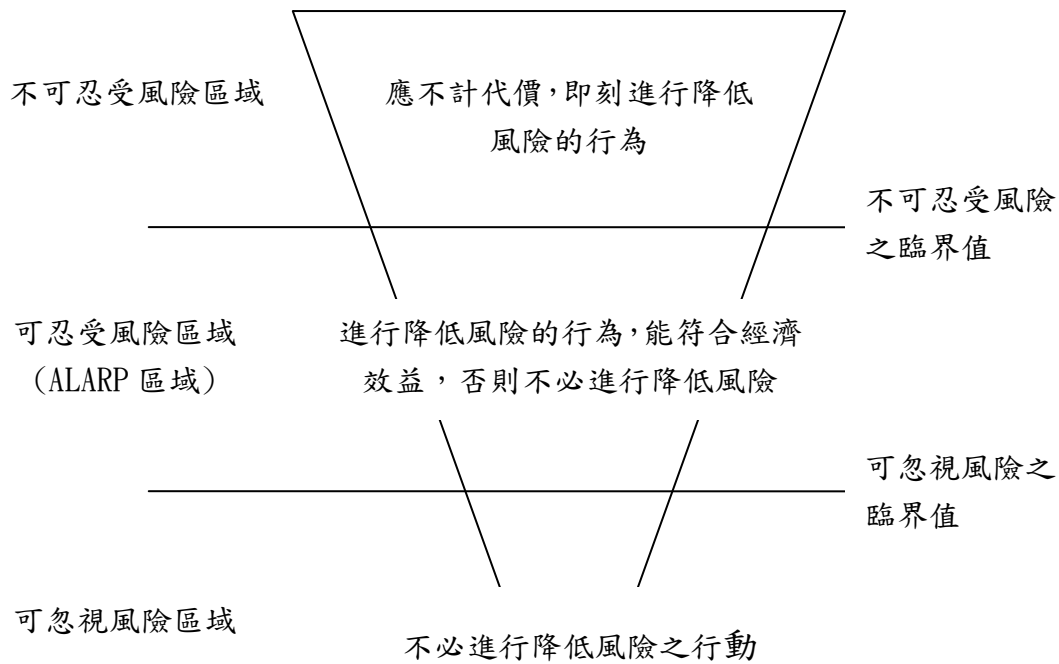 不可忍受風險區域
應不計代價，即刻進行降低
風險的行為
不可忍受風險
之臨界值
可忍受風險區域
(ALARP 區域)
進行降低風險的行為，能符合經濟
效益，否則不必進行降低風險
可忽視風險之
臨界值
可忽視風險區域
不必進行降低風險之行動